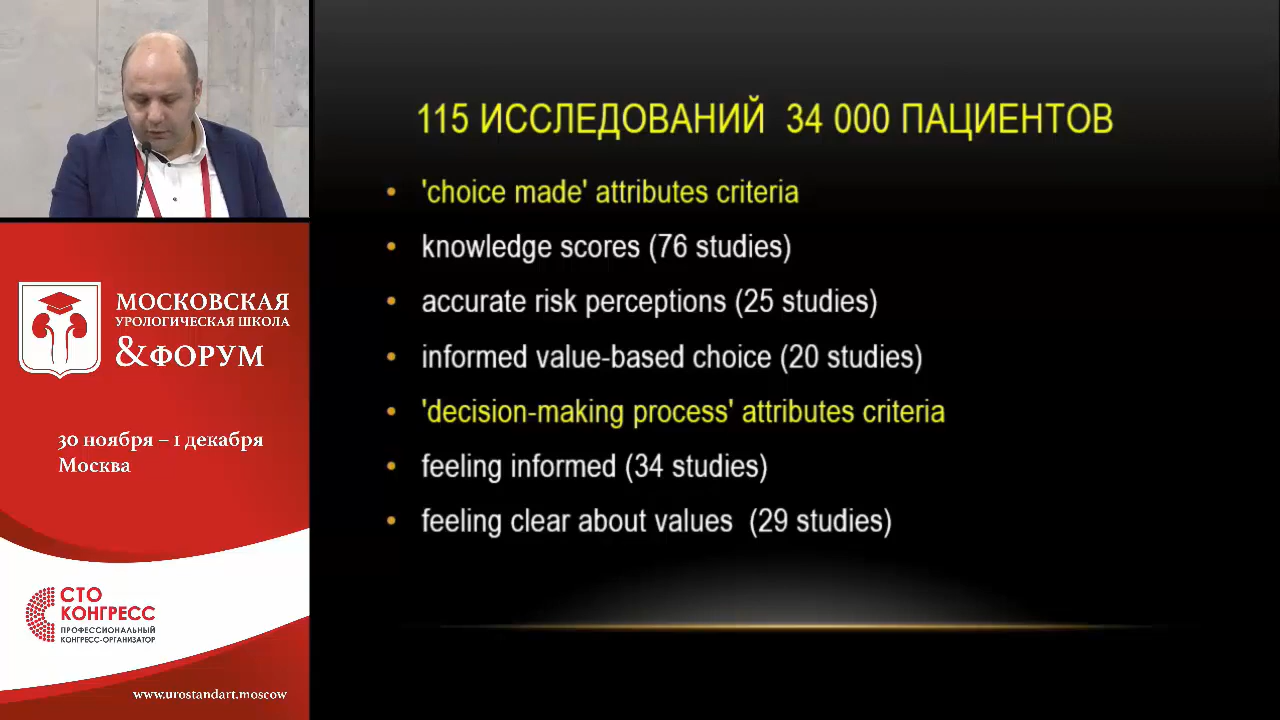 115 ИССЛЕДОВАНИЙ 34 000 ПАЦИЕНТОВ
• 'choice made' attributes criteria
• knowledge scores (76 studies)
• accurate risk perceptions (25 studies)
• informed value-based choice (20 studies)
• 'decision-making process' attributes criteria
• feeling informed (34 studies)
• feeling clear about values (29 studies)
МОСКОВСКАЯ
УРОЛОГИЧЕСКАЯ ШКОЛА
&ФОРУМ
30 ноября – 1 декабря
Москва
СТО
КОНГРЕСС
ПРОФЕССИОНАЛЬНЫЙ
КОНГРЕСС-ОРГАНИЗАТОР
www.urostandart.moscow